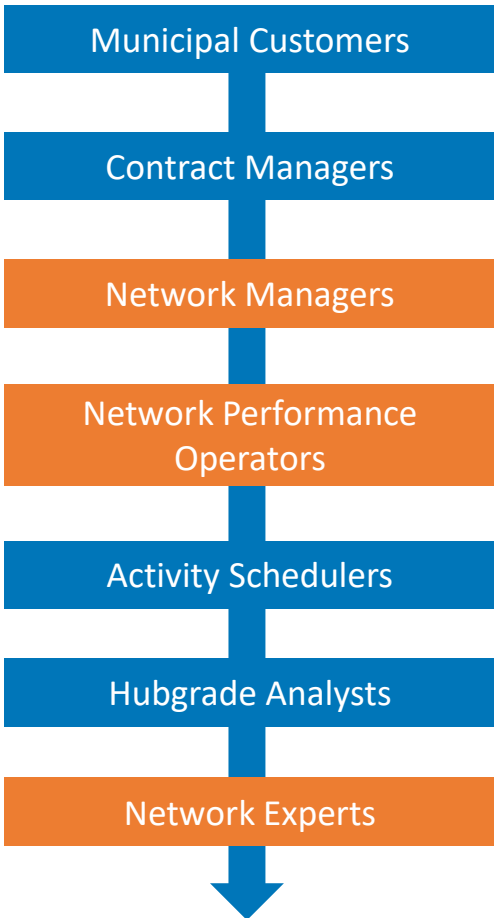 Municipal Customers
Contract Managers
Network Managers
Network Performance
Operators
Activity Schedulers
Hubgrade Analysts
Network Experts